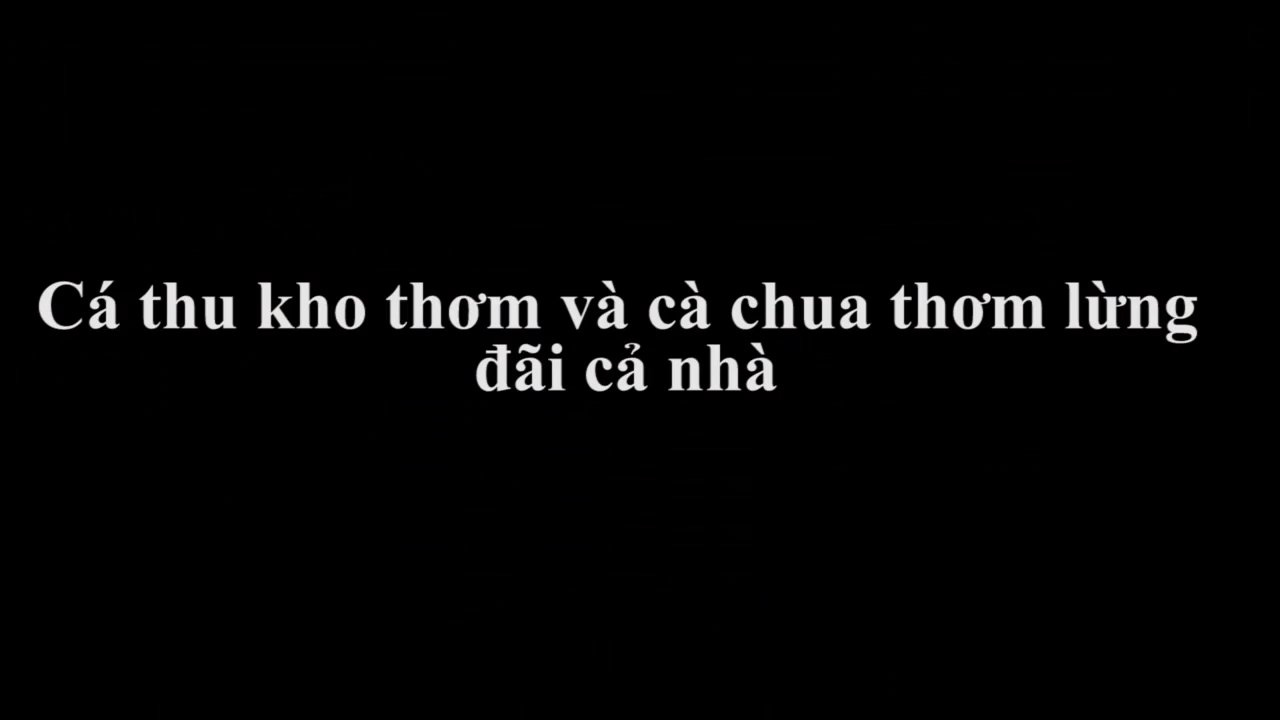 Cá thu kho thơm và cà chua thơm lừng
đãi cả nhà